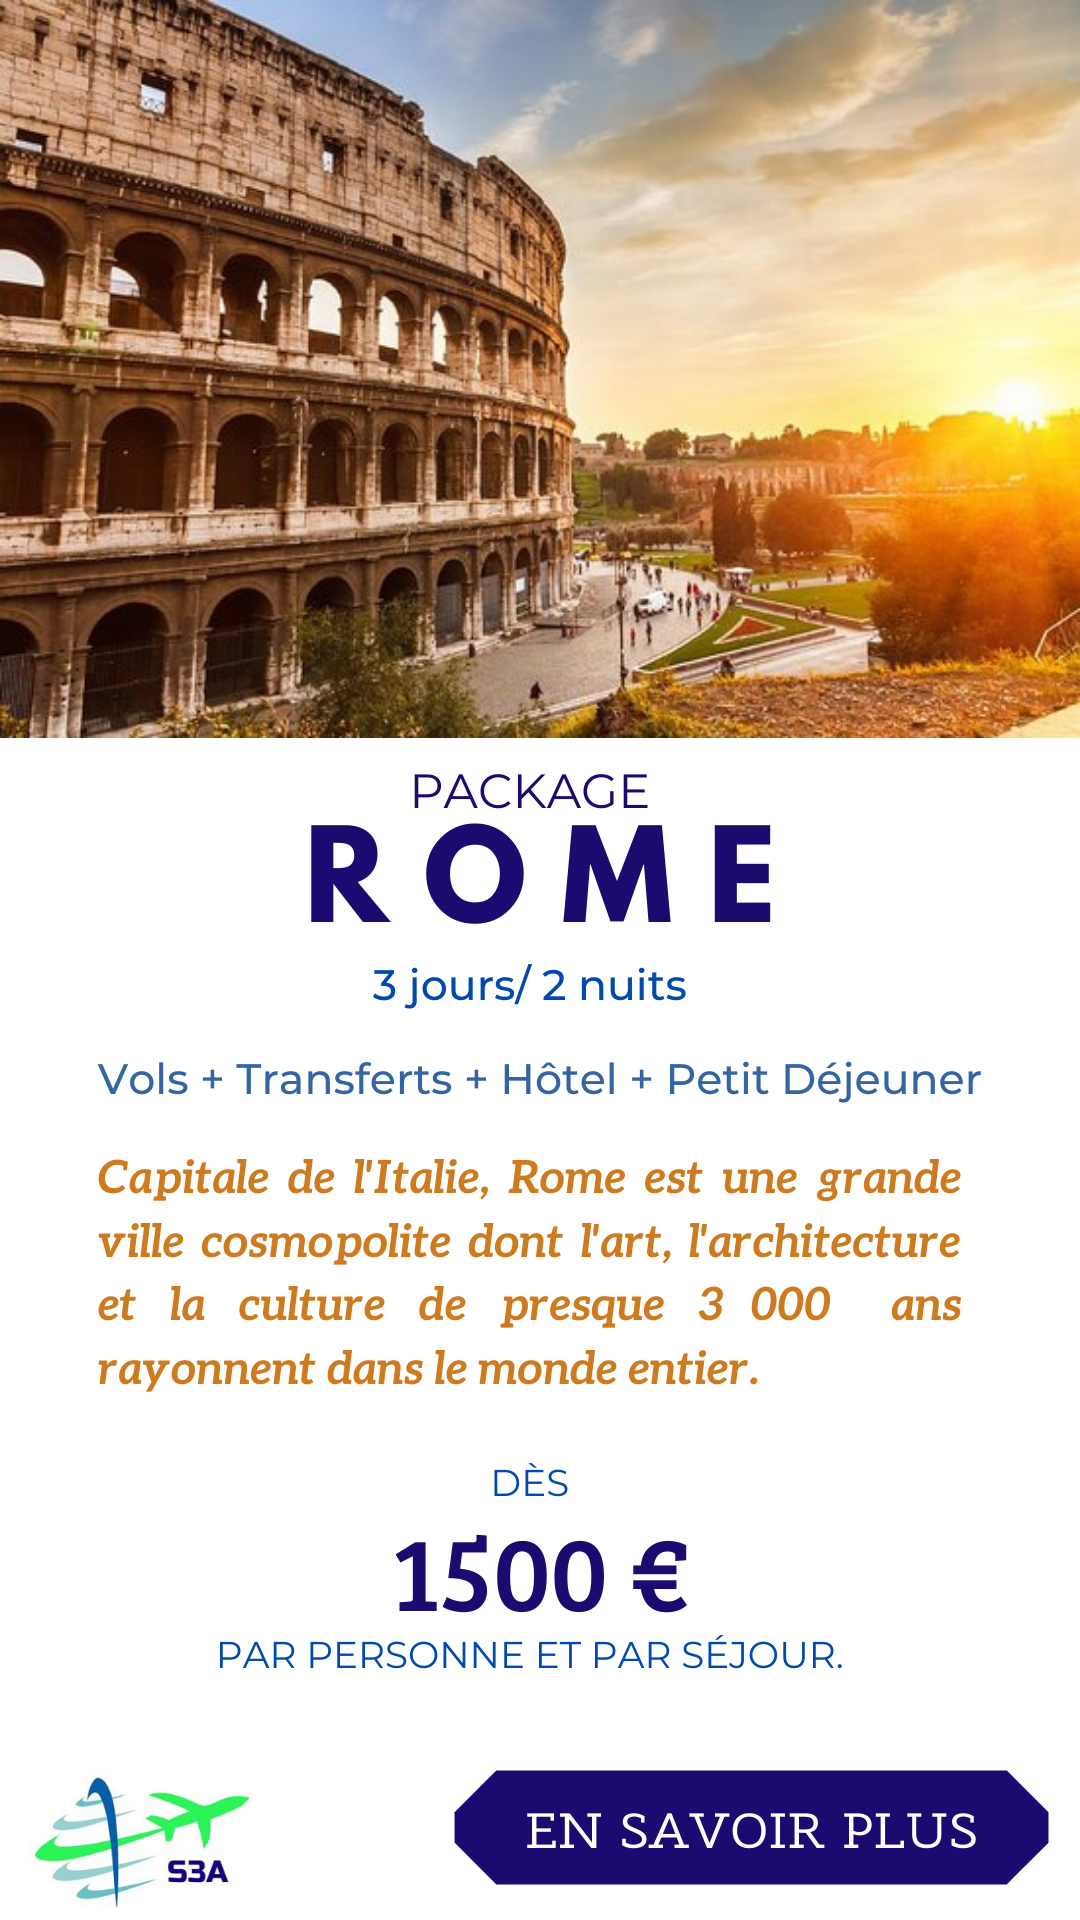 PACKAGE
ROME
3 jours/ 2 nuits
Vols + Transferts + Hôtel + Petit Déjeuner
Capitale de l'Italie, Rome est une grande
ville cosmopolite dont l'art, l'architecture
et la culture de presque 3 000 ans
rayonnent dans le monde entier.
DÈS
1500 €
PAR PERSONNE ET PAR SÉJOUR.
S3A
EN SAVOIR PLUS